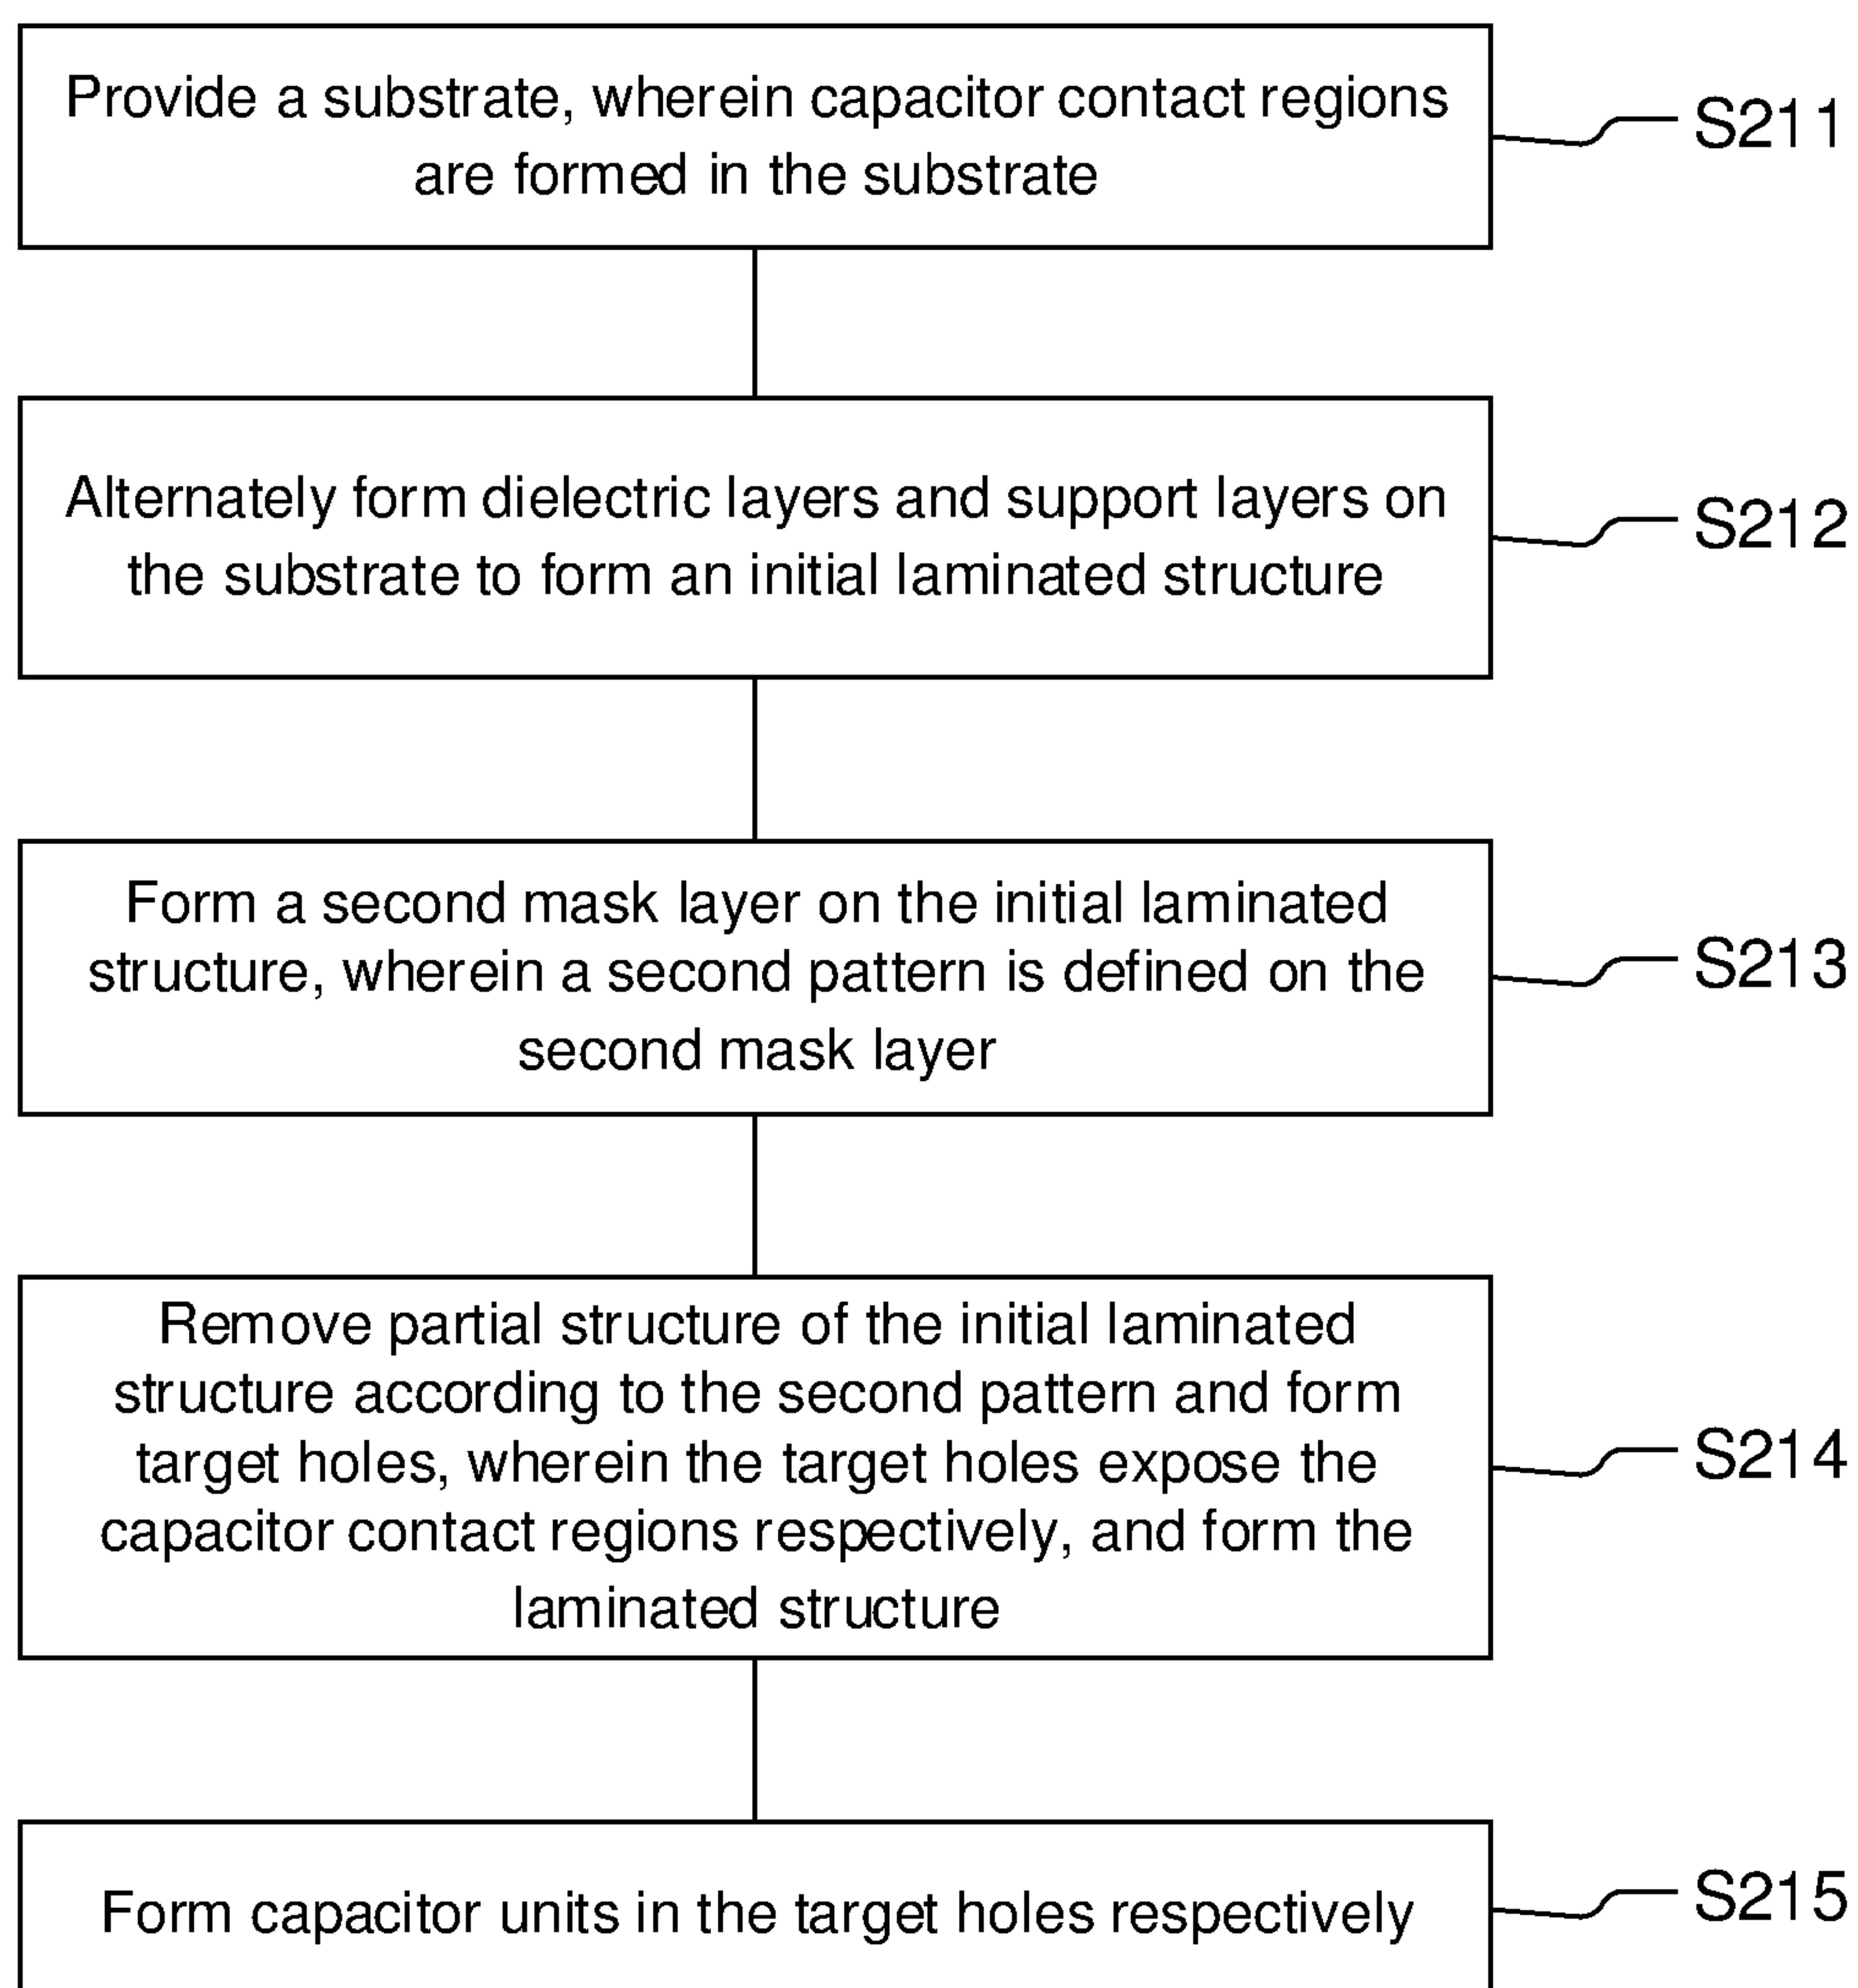 Provide a substrate, wherein capacitor contact regions
are formed in the substrate
S211
Alternately form dielectric layers and support layers on
the substrate to form an initial laminated structure
S212
Form a second mask layer on the initial laminated
structure, wherein a second pattern is defined on the
second mask layer
S213
Remove partial structure of the initial laminated
structure according to the second pattern and form
target holes, wherein the target holes expose the
capacitor contact regions respectively, and form the
laminated structure
S214
Form capacitor units in the target holes respectively
S215